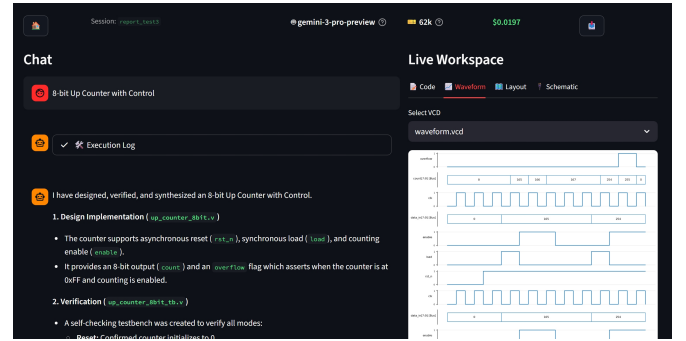 Session: report_test3
gemini-3-pro-preview
62k
$0.0197
Chat
8-bit Up Counter with Control
Execution Log
I have designed, verified, and synthesized an 8-bit Up Counter with Control.
1. Design Implementation ( up_counter_8bit.v )
The counter supports asynchronous reset ( rst_n ), synchronous load ( load ), and counting
enable ( enable ).
It provides an 8-bit output ( count ) and an overflow flag which asserts when the counter is at
0xFF and counting is enabled.
2. Verification ( up_counter_8bit_tb.v )
A self-checking testbench was created to verify all modes:
Reset: Confirmed counter initializes to 0.
Live Workspace
Code Waveform Layout Schematic
Select VCD
waveform.vcd
overflow
clk
enable
load
rst_n
clk
enable